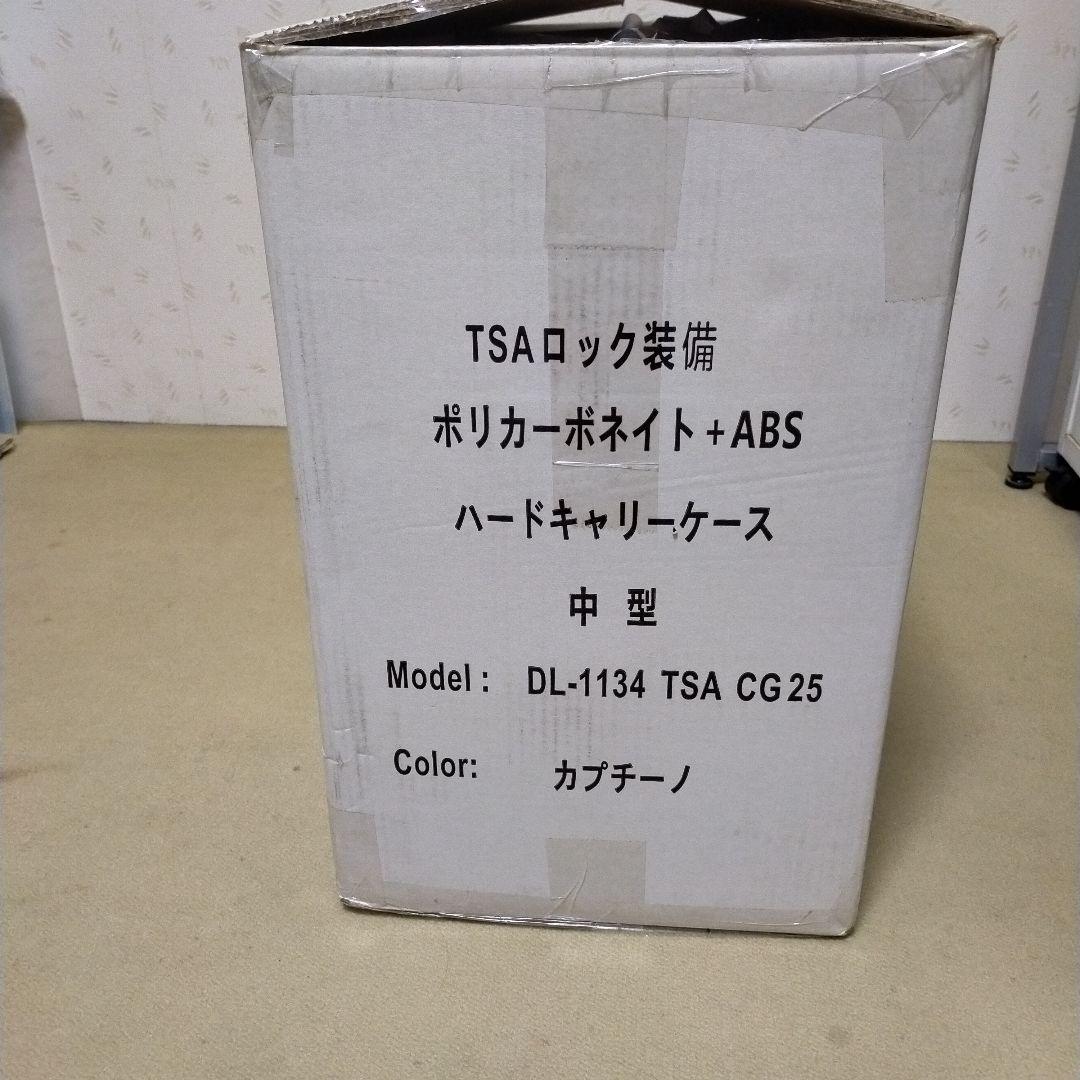 TSAロック装備
ポリカーボネイト+ABS
ハードキャリーケース
中 型
Model: DL-1134 TSA CG25
Color: カプチーノ